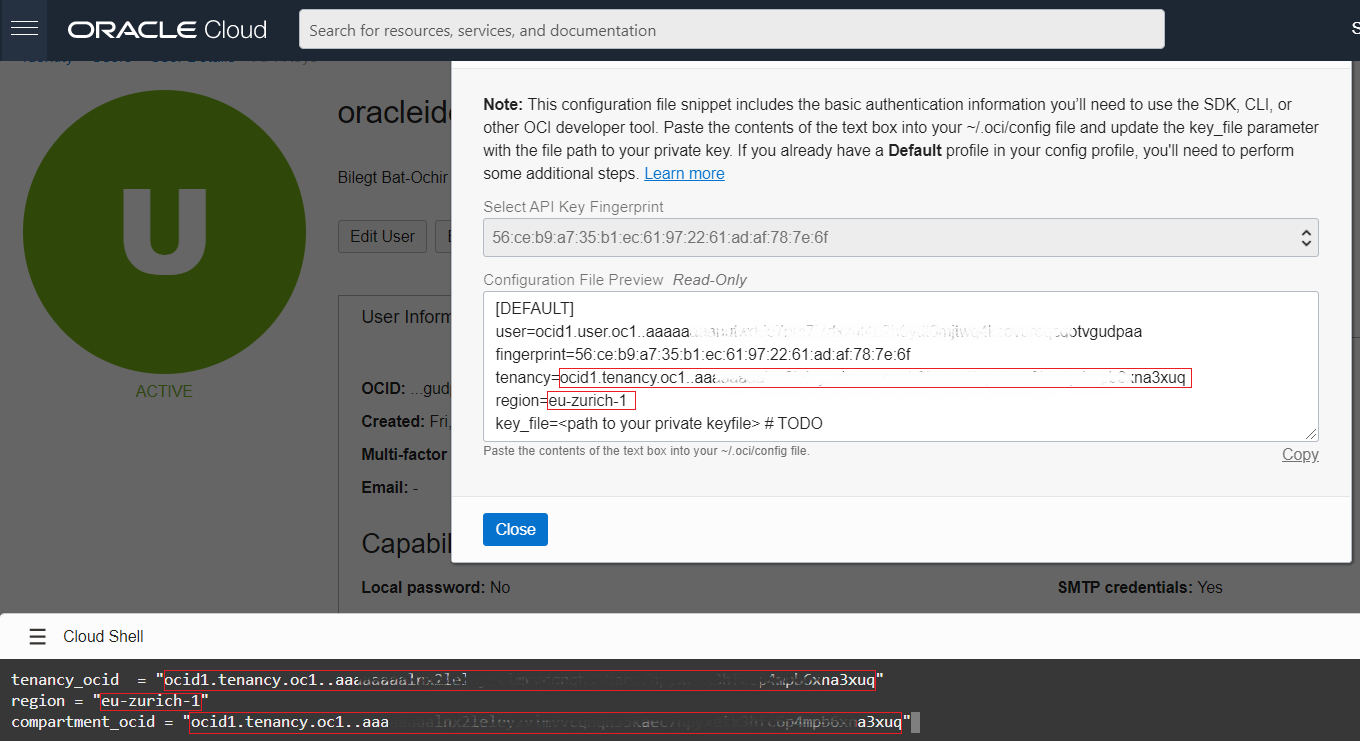 ORACLE Cloud
Search for resources, services, and documentation
oracleid
Note: This configuration file snippet includes the basic authentication information you'll need to use the SDK, CLI, or
other OCI developer tool. Paste the contents of the text box into your ~/.oci/config file and update the key_file parameter
with the file path to your private key. If you already have a Default profile in your config profile, you'll need to perform
some additional steps. Learn more
Bilegt Bat-Ochir
Select API Key Fingerprint
Edit User
56:ce:b9:a7:35:b1:ec:61:97:22:61:ad:af:78:7e:6f
U
ACTIVE
Configuration File Preview Read-Only
[DEFAULT]
user=ocid1.user.oc1..aaaaa
otvgudpaa
fingerprint=56:ce:b9:a7:35:b1:ec:61:97:22:61:ad:af:78:7e:6f
tenancy=ocid1.tenancy.oc1..aaa
na3xuq
region=eu-zurich-1
key_file=<path to your private keyfile> # TODO
Paste the contents of the text box into your ~/.oci/config file.
Copy
Close
User Inform
OCID: ...gud
Created: Fri,
Multi-factor
Email: -
Capabil
Local password: No
SMTP credentials: Yes
Cloud Shell
tenancy_ocid = "ocid1.tenancy.oc1..aaa
na3xuq"
region = "eu-zurich-1"
compartment_ocid = "ocid1.tenancy.oc1..aaa
a3xuq"